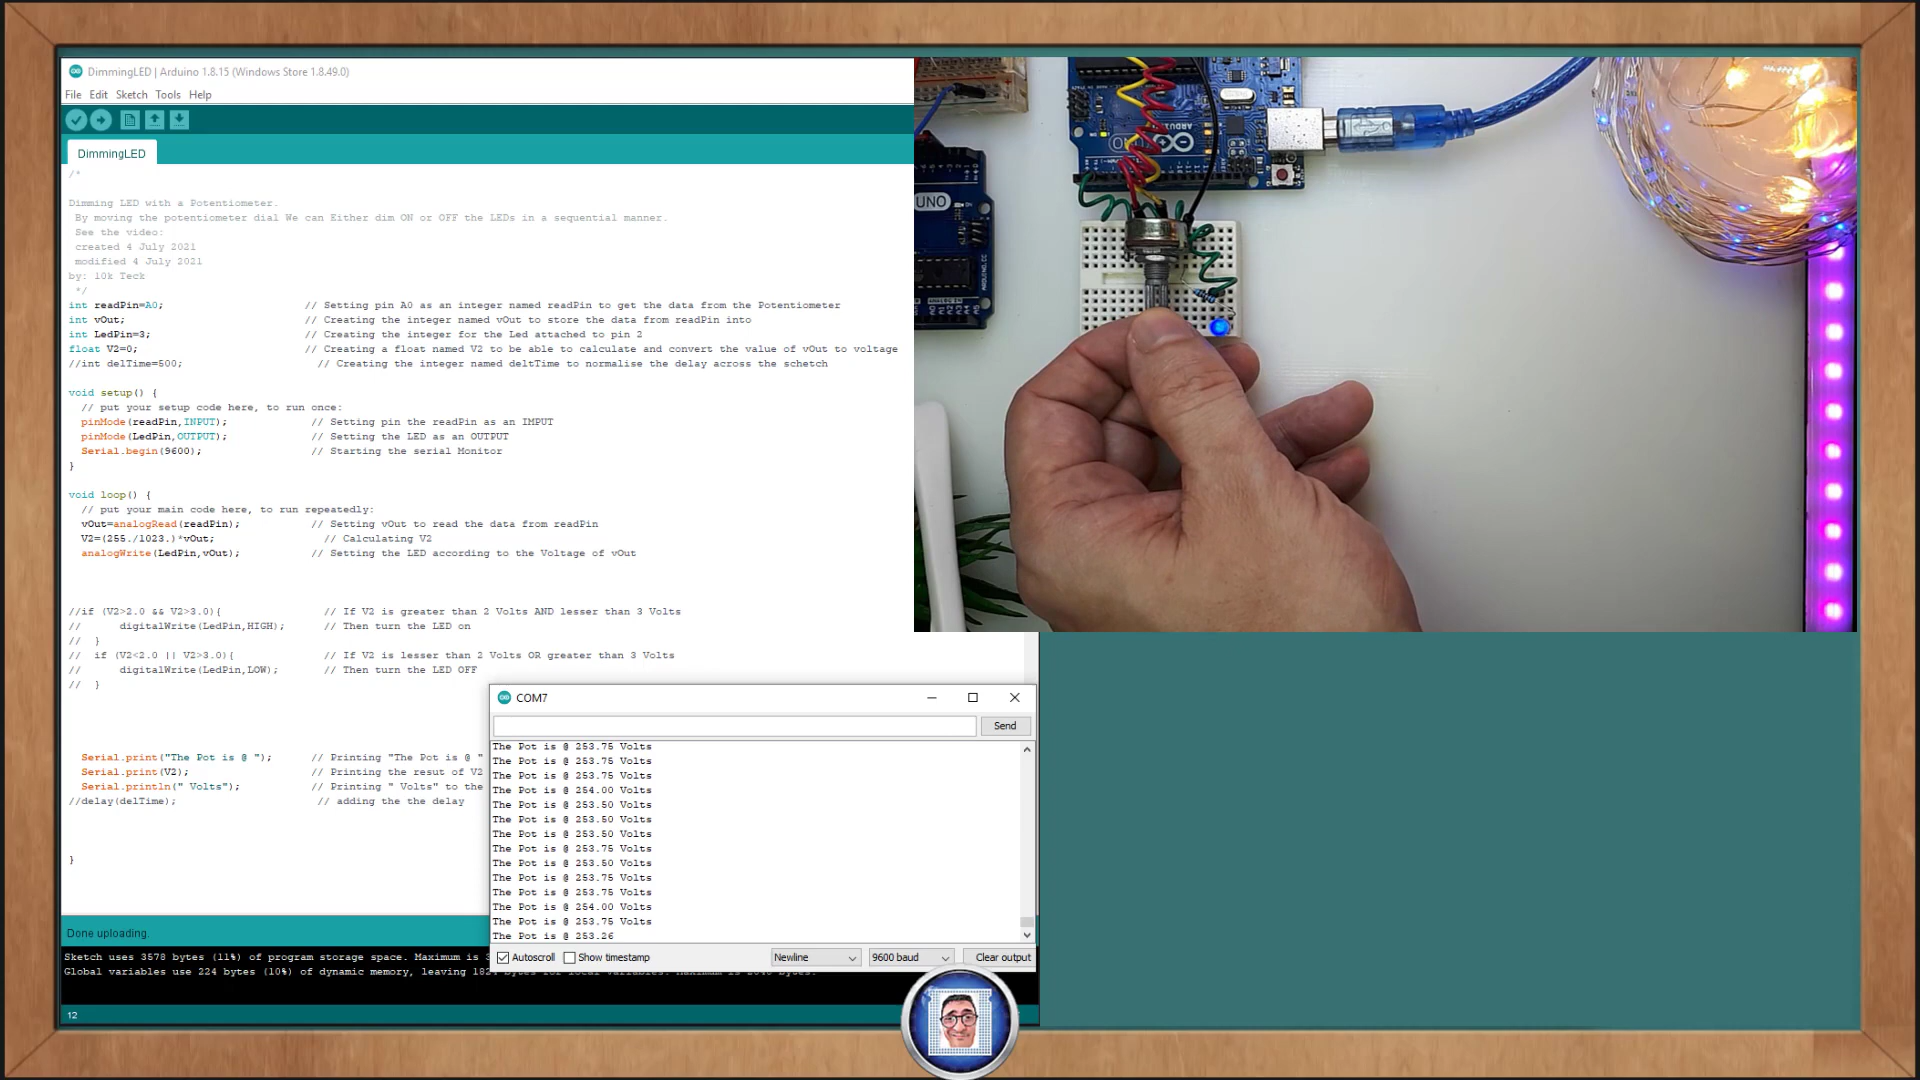 DimmingLED | Arduino 1.8.15 (Windows Store 1.8.49.0)
File Edit Sketch Tools Help
DimmingLED
/*
Dimming LED with a Potentiometer.
By moving the potentiometer dial We can Either dim ON or OFF the LEDs in a sequential manner.
See the video:
created 4 July 2021
modified 4 July 2021
by: 10k Teck
*/
int readPin=A0; // Setting pin A0 as an integer named readPin to get the data from the Potentiometer
int vOut; // Creating the integer named vOut to store the data from readPin into
int LedPin=3; // Creating the integer for the Led attached to pin 2
float V2=0; // Creating a float named V2 to be able to calculate and convert the value of vOut to voltage
//int delTime=500; // Creating the integer named deltTime to normalise the delay across the schetch
void setup() {
// put your setup code here, to run once:
pinMode(readPin,INPUT); // Setting pin the readPin as an IMPUT
pinMode(LedPin,OUTPUT); // Setting the LED as an OUTPUT
Serial.begin(9600); // Starting the serial Monitor
}
void loop() {
// put your main code here, to run repeatedly:
vOut=analogRead(readPin); // Setting vOut to read the data from readPin
V2=(255./1023.)*vOut; // Calculating V2
analogWrite(LedPin,vOut); // Setting the LED according to the Voltage of vOut
//if (V2>2.0 && V2>3.0){ // If V2 is greater than 2 Volts AND lesser than 3 Volts
// digitalWrite(LedPin,HIGH); // Then turn the LED on
// }
// if (V2<2.0 || V2>3.0){ // If V2 is lesser than 2 Volts OR greater than 3 Volts
// digitalWrite(LedPin,LOW); // Then turn the LED OFF
// }
Serial.print("The Pot is @ "); // Printing "The Pot is @ "
Serial.print(V2); // Printing the resut of V2
Serial.println(" Volts"); // Printing " Volts" to the
//delay(delTime); // adding the the delay
}
Done uploading.
Sketch uses 3578 bytes (11%) of program storage space. Maximum is
Global variables use 224 bytes (10%) of dynamic memory, leaving
12
COM7
Send
The Pot is @ 253.75 Volts
The Pot is @ 253.75 Volts
The Pot is @ 253.75 Volts
The Pot is @ 254.00 Volts
The Pot is @ 253.50 Volts
The Pot is @ 253.50 Volts
The Pot is @ 253.50 Volts
The Pot is @ 253.75 Volts
The Pot is @ 253.50 Volts
The Pot is @ 253.75 Volts
The Pot is @ 253.75 Volts
The Pot is @ 254.00 Volts
The Pot is @ 253.75 Volts
The Pot is @ 253.26
Autoscroll Show timestamp Newline 9600 baud Clear output
ARDUINO
UNO